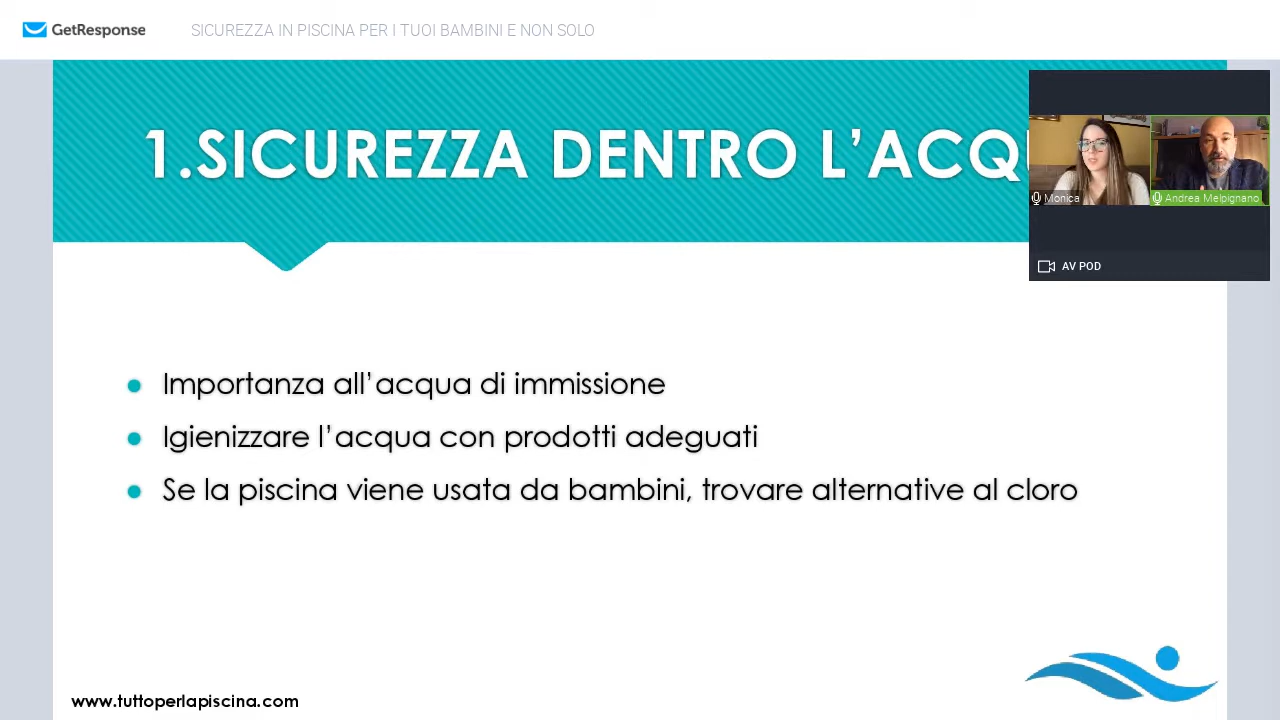 GetResponse
SICUREZZA IN PISCINA PER I TUOI BAMBINI E NON SOLO
1.SICUREZZA DENTRO L’ACQU
Monica
Andrea Melpignano
AV POD
Importanza all’acqua di immissione
Igienizzare l’acqua con prodotti adeguati
Se la piscina viene usata da bambini, trovare alternative al cloro
www.tuttoperlapiscina.com